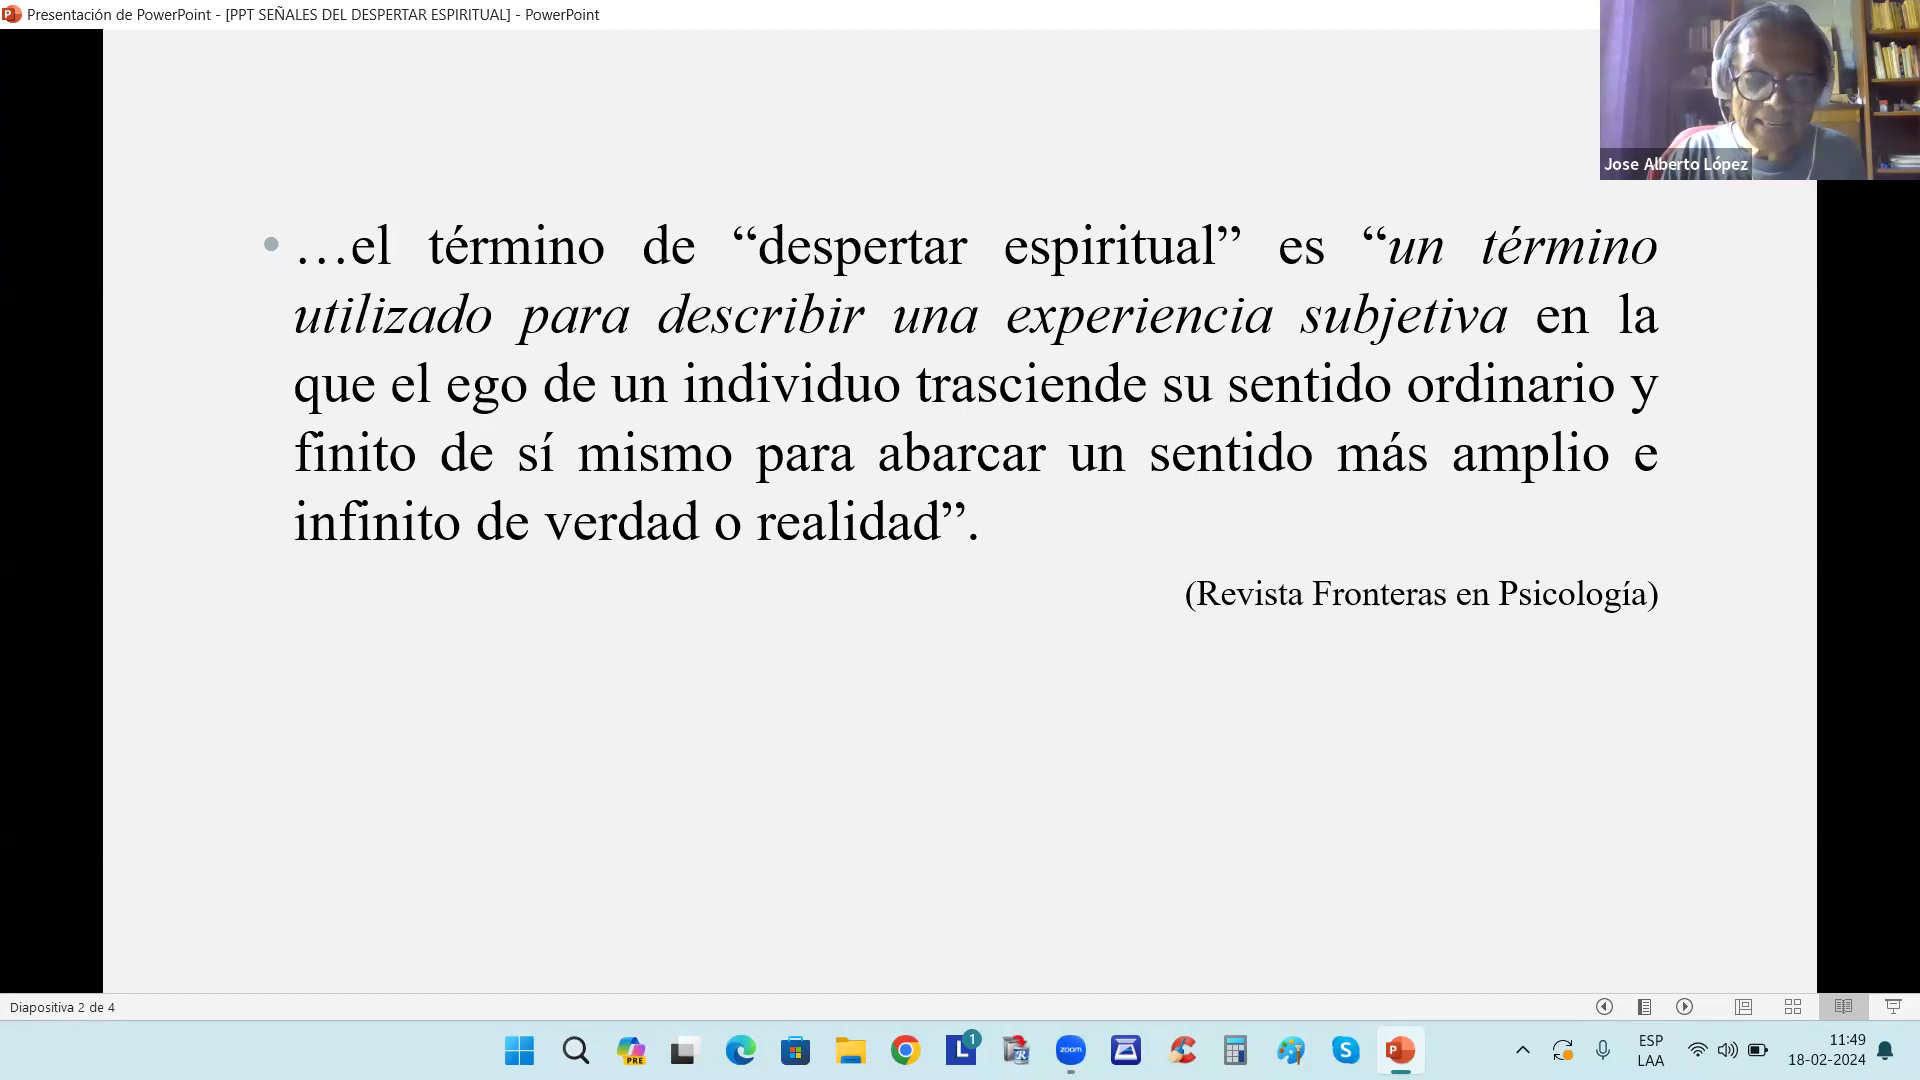 Presentación de PowerPoint - [PPT SEÑALES DEL DESPERTAR ESPIRITUAL] - PowerPoint
Jose Alberto López
…el término de “despertar espiritual” es “un término
utilizado para describir una experiencia subjetiva en la
que el ego de un individuo trasciende su sentido ordinario y
finito de sí mismo para abarcar un sentido más amplio e
infinito de verdad o realidad”.
(Revista Fronteras en Psicología)
Diapositiva 2 de 4
PRE
L
1
R
zoom
S
P
ESP
LAA
11:49
18-02-2024